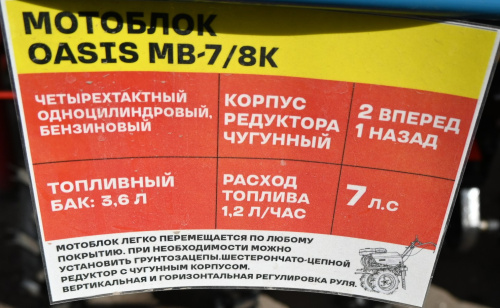 МОТОБЛОК
OASIS МВ-7/8К
ЧЕТЫРЕХТАКТНЫЙ
ОДНОЦИЛИНДРОВЫЙ,
БЕНЗИНОВЫЙ
КОРПУС
РЕДУКТОРА
ЧУГУННЫЙ
2 ВПЕРЕД
1 НАЗАД
ТОПЛИВНЫЙ
БАК: 3,6 Л
РАСХОД
ТОПЛИВА
1,2 Л/ЧАС
7 Л.С
МОТОБЛОК ЛЕГКО ПЕРЕМЕЩАЕТСЯ ПО ЛЮБОМУ
ПОКРЫТИЮ. ПРИ НЕОБХОДИМОСТИ МОЖНО
УСТАНОВИТЬ ГРУНТОЗАЦЕПЫ.ШЕСТЕРОНЧАТО-ЦЕПНОЙ
РЕДУКТОР С ЧУГУННЫМ КОРПУСОМ.
ВЕРТИКАЛЬНАЯ И ГОРИЗОНТАЛЬНАЯ РЕГУЛИРОВКА РУЛЯ.